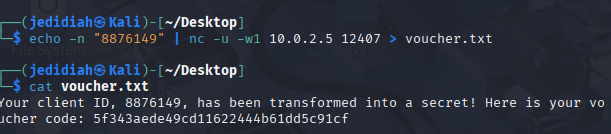 ┌──(jedidiah㉿Kali)-[~/Desktop]
└─$ echo -n "8876149" | nc -u -w1 10.0.2.5 12407 > voucher.txt
┌──(jedidiah㉿Kali)-[~/Desktop]
└─$ cat voucher.txt
Your client ID, 8876149, has been transformed into a secret! Here is your vo
ucher code: 5f343aede49cd11622444b61dd5c91cf